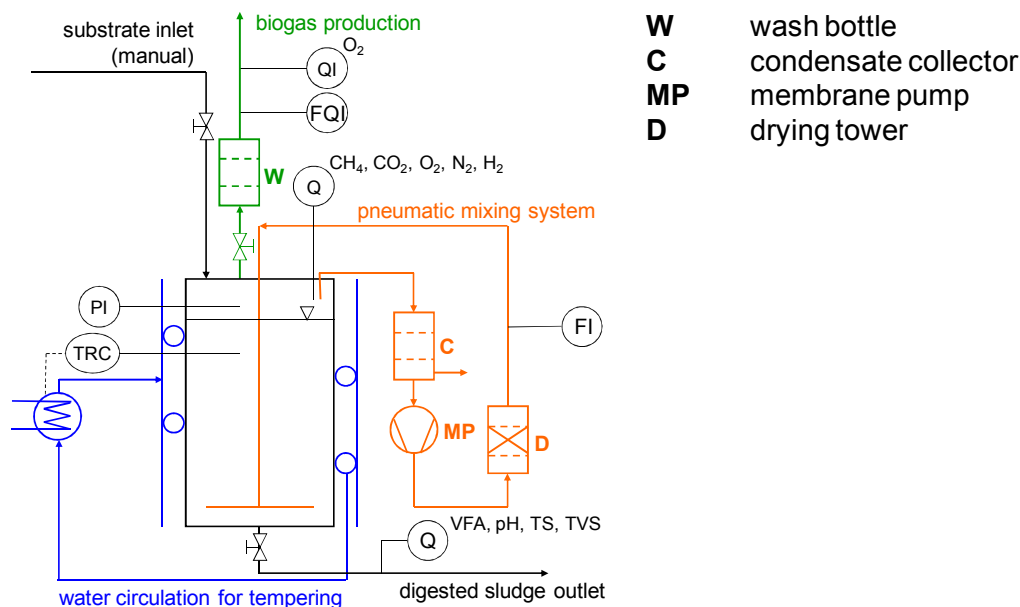 biogas production
substrate inlet
(manual)
O₂
QI
FQI
W
CH₄, CO₂, O₂, N₂, H₂
Q
pneumatic mixing system
PI
TRC
C
FI
MP
D
VFA, pH, TS, TVS
Q
digested sludge outlet
water circulation for tempering
W wash bottle
C condensate collector
MP membrane pump
D drying tower